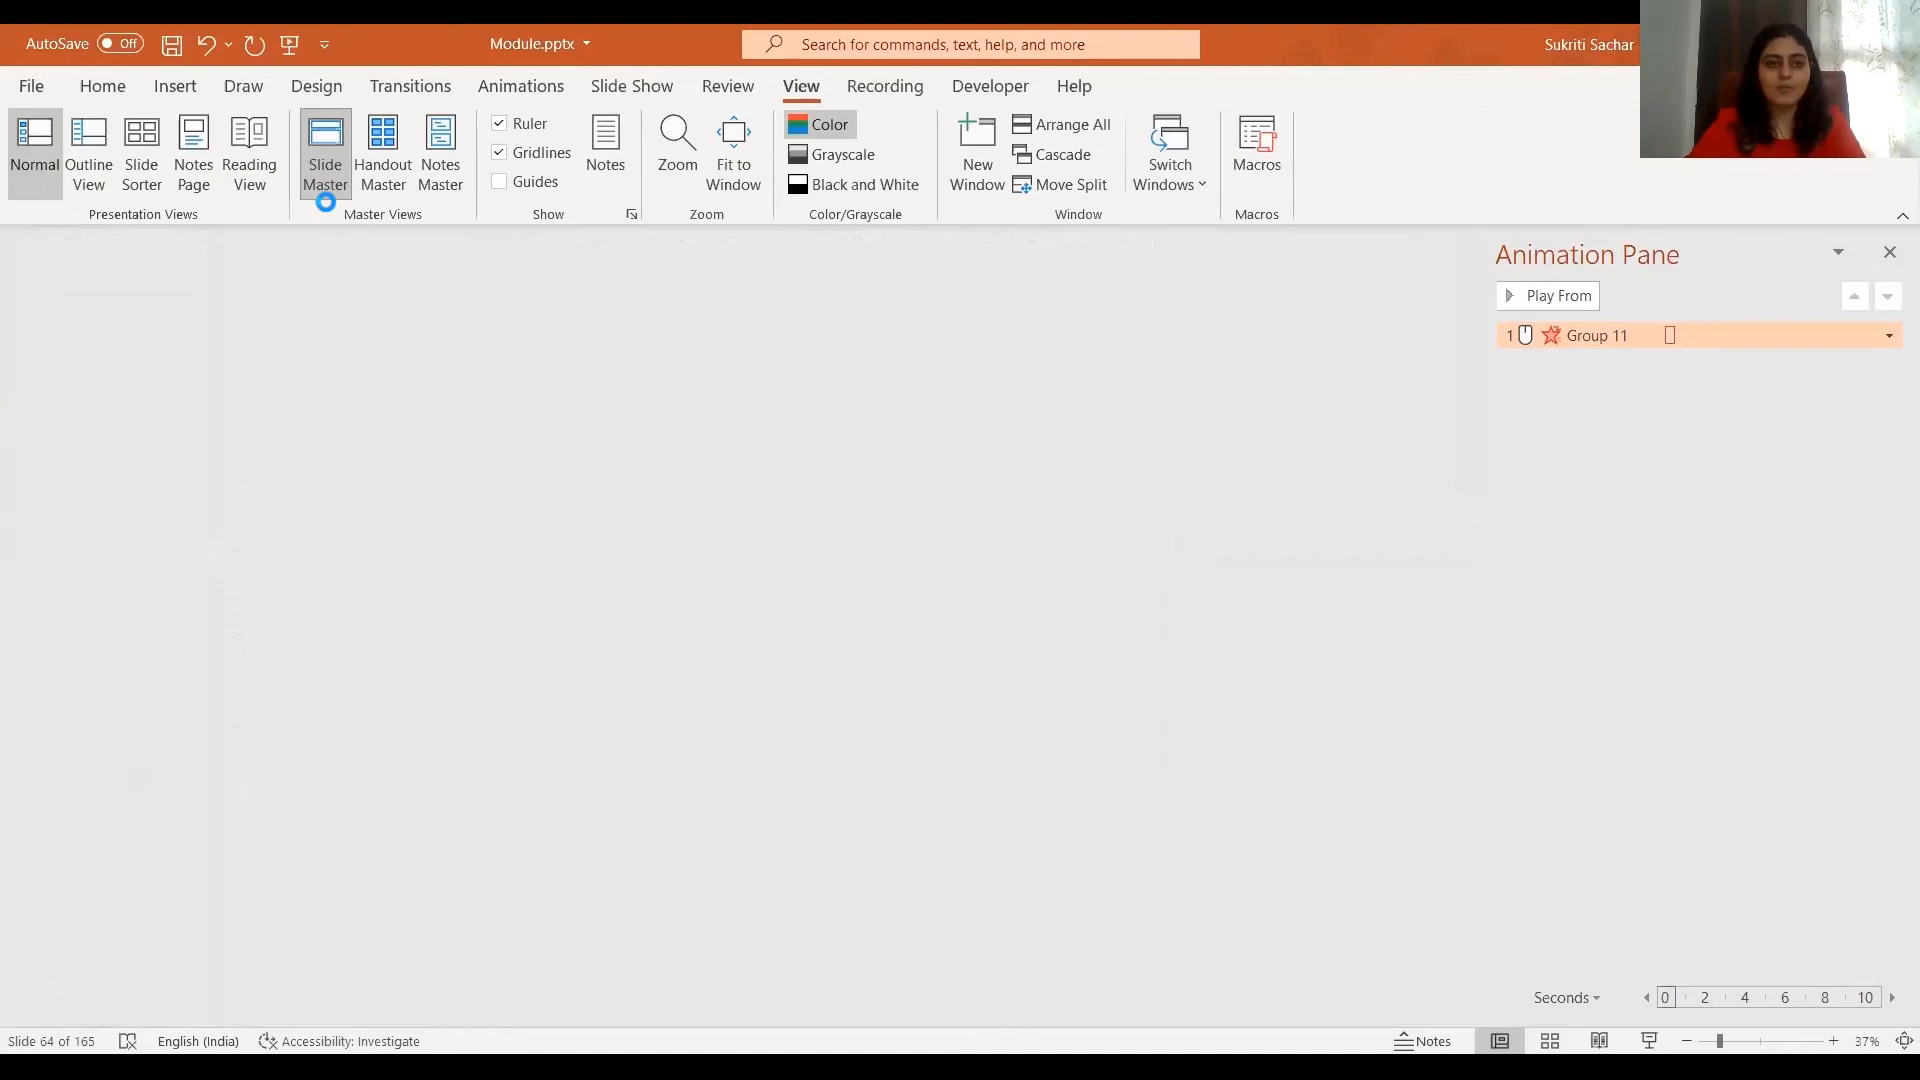 AutoSave Off Module.pptx Search for commands, text, help, and more Sukriti Sachar
File Home Insert Draw Design Transitions Animations Slide Show Review View Recording Developer Help
Normal Outline View Slide Sorter Notes Page Reading View
Presentation Views
Slide Master Handout Master Notes Master
Master Views
Ruler
Gridlines
Guides
Notes
Show
Zoom Fit to Window
Zoom
Color
Grayscale
Black and White
Color/Grayscale
New Window
Arrange All
Cascade
Move Split
Switch Windows
Window
Macros
Macros
Animation Pane
Play From
1 Group 11
Seconds 0 2 4 6 8 10
Slide 64 of 165 English (India) Accessibility: Investigate Notes 37%